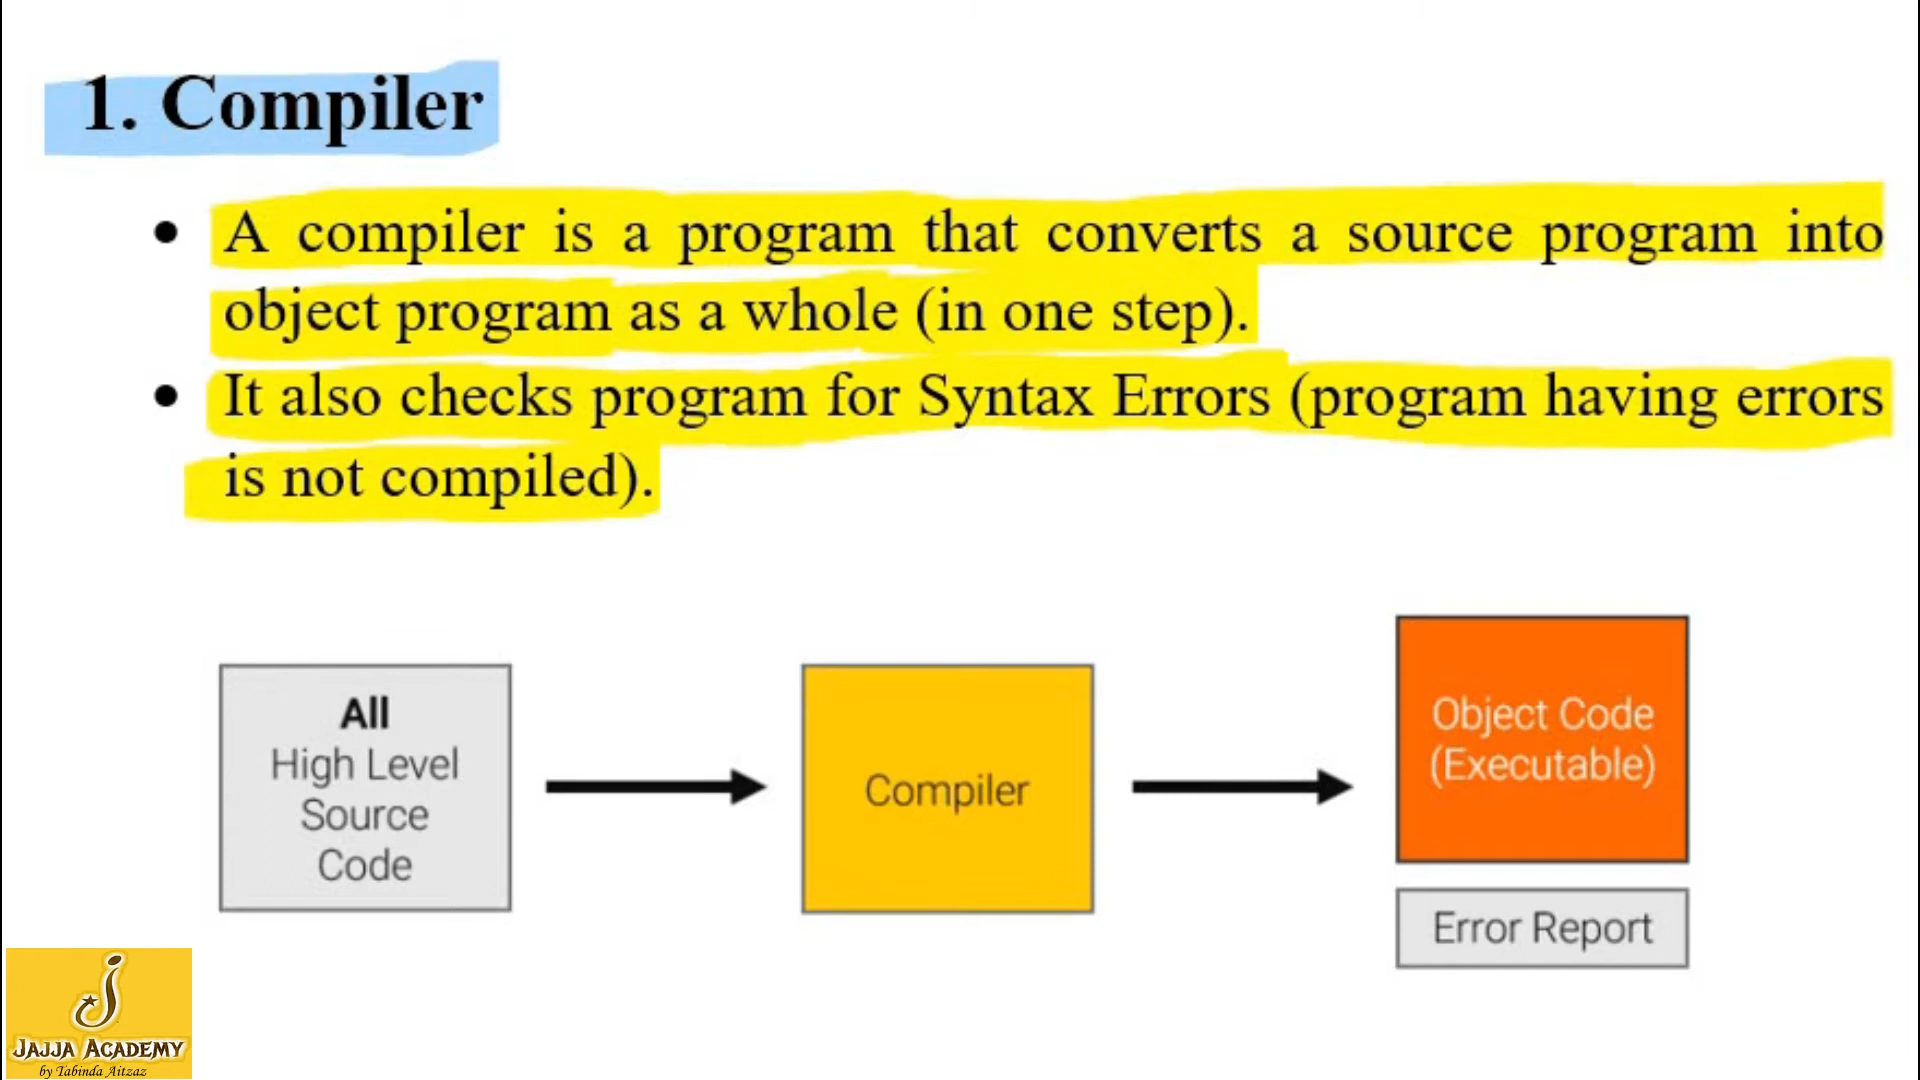 1. Compiler
• A compiler is a program that converts a source program into
object program as a whole (in one step).
• It also checks program for Syntax Errors (program having errors
is not compiled).
All
High Level
Source
Code
Compiler
Object Code
(Executable)
Error Report
JAJJA ACADEMY
by Tabinda Aitzaz